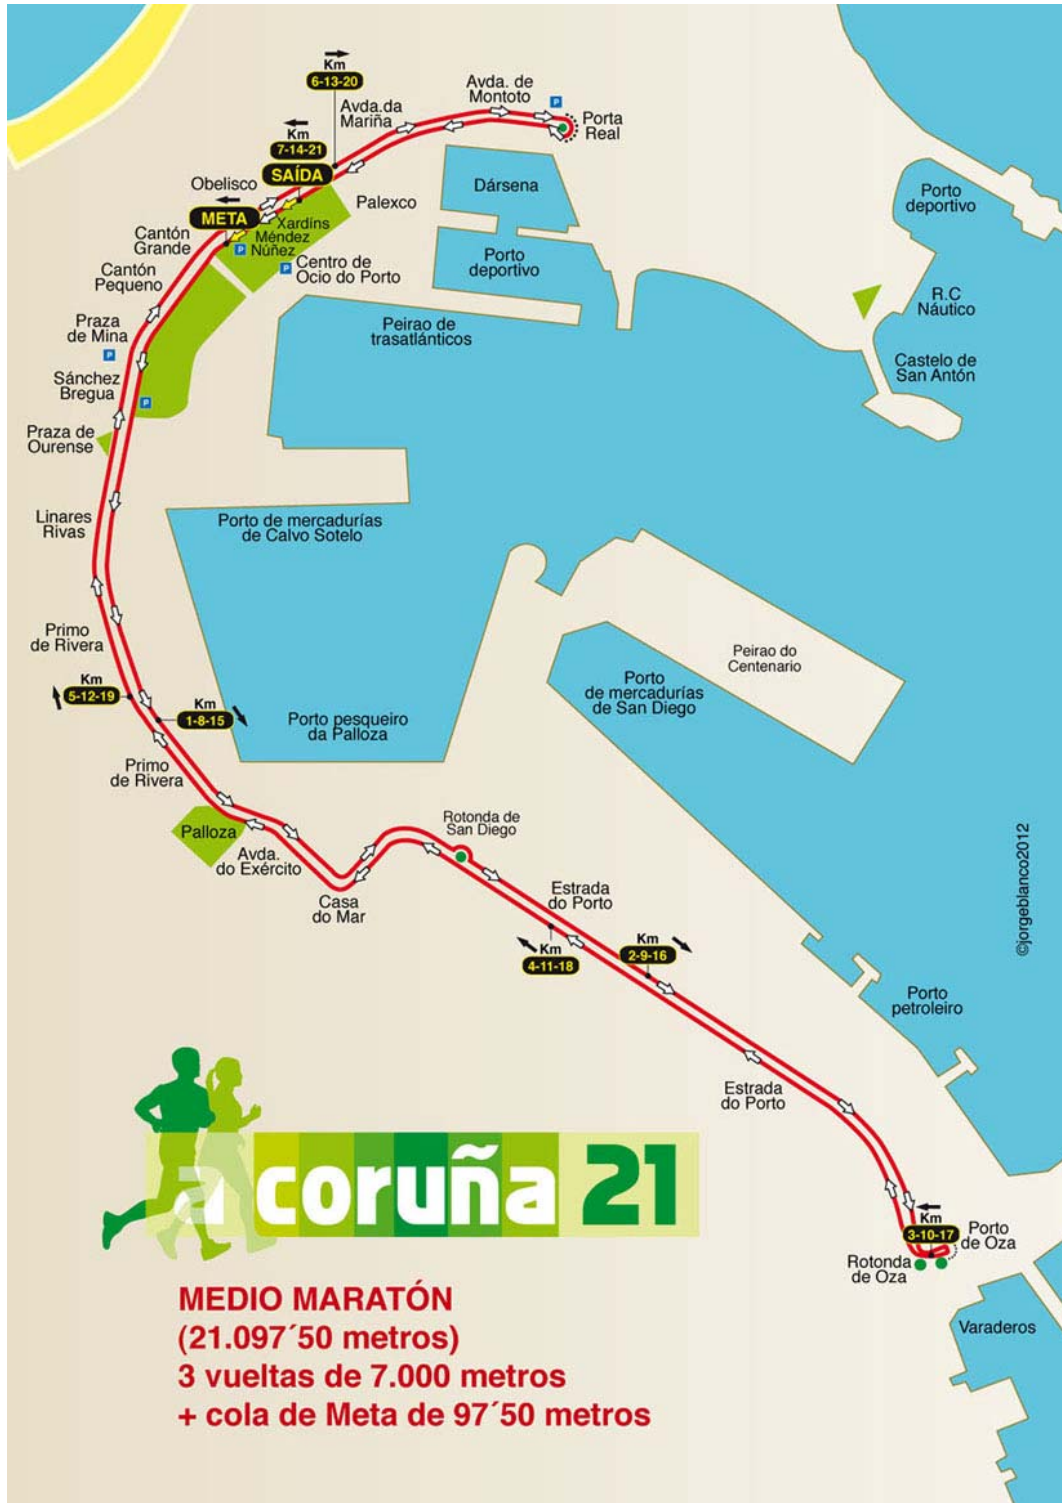 Km
6-13-20
Avda. de
Montoto
P
Avda.da
Mariña
Porta
Real
Km
7-14-21
SAÍDA
Obelisco
META
Palexco
Dársena
Porto
deportivo
Xardíns
Méndez
Núñez
P
Cantón
Grande
Centro de
Ocio do Porto
P
Porto
deportivo
Cantón
Pequeno
R.C
Náutico
Praza
de Mina
P
Peirao de
trasatlánticos
Castelo de
San Antón
Sánchez
Bregua
P
Praza de
Ourense
Linares
Rivas
Porto de mercadurías
de Calvo Sotelo
Primo
de Rivera
Peirao do
Centenario
Km
5-12-19
Km
1-8-15
Porto
de mercadurías
de San Diego
Porto pesqueiro
da Palloza
Primo
de Rivera
Palloza
Rotonda de
San Diego
Avda.
do Exército
Casa
do Mar
Estrada
do Porto
©jorgeblanco2012
Km
4-11-18
Km
2-9-16
Porto
petroleiro
Estrada
do Porto
a coruña 21
Km
3-10-17
Porto
de Oza
Rotonda
de Oza
Varaderos
MEDIO MARATÓN
(21.097´50 metros)
3 vueltas de 7.000 metros
+ cola de Meta de 97´50 metros